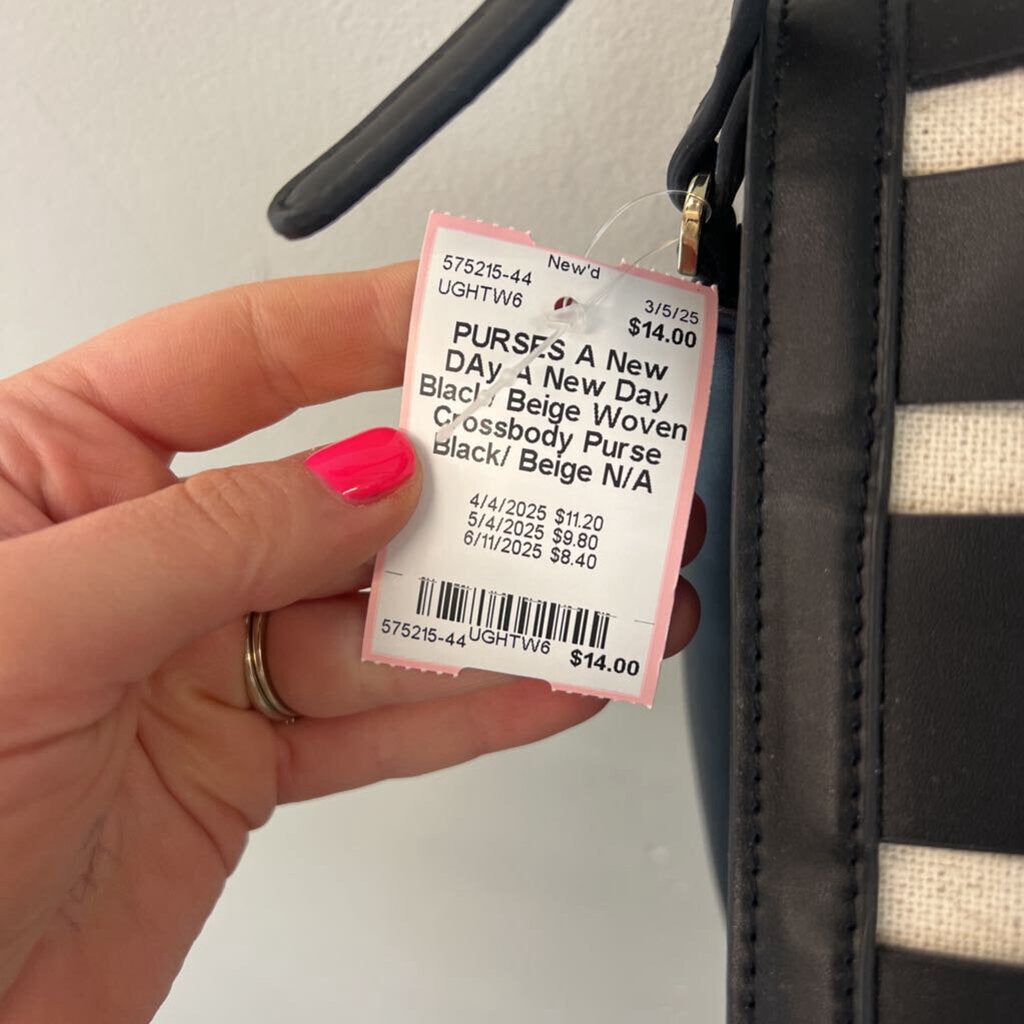 575215-44
New'd
UGHTW6
3/5/25
$14.00
PURSES A New
DAy A New Day
Black/ Beige Woven
Crossbody Purse
Black/ Beige N/A
4/4/2025 $11.20
5/4/2025 $9.80
6/11/2025 $8.40
575215-44 UGHTW6 $14.00